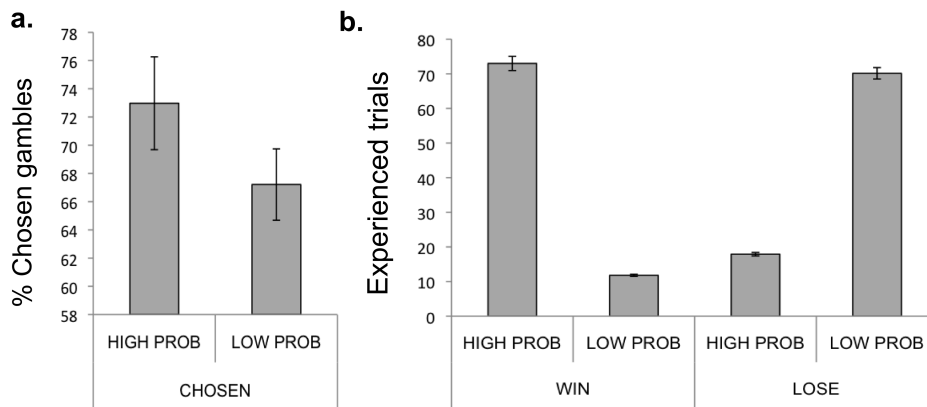 a.
% Chosen gambles
78
76
74
72
70
68
66
64
62
60
58
HIGH PROB
LOW PROB
CHOSEN
b.
Experienced trials
80
70
60
50
40
30
20
10
0
HIGH PROB
LOW PROB
HIGH PROB
LOW PROB
WIN
LOSE